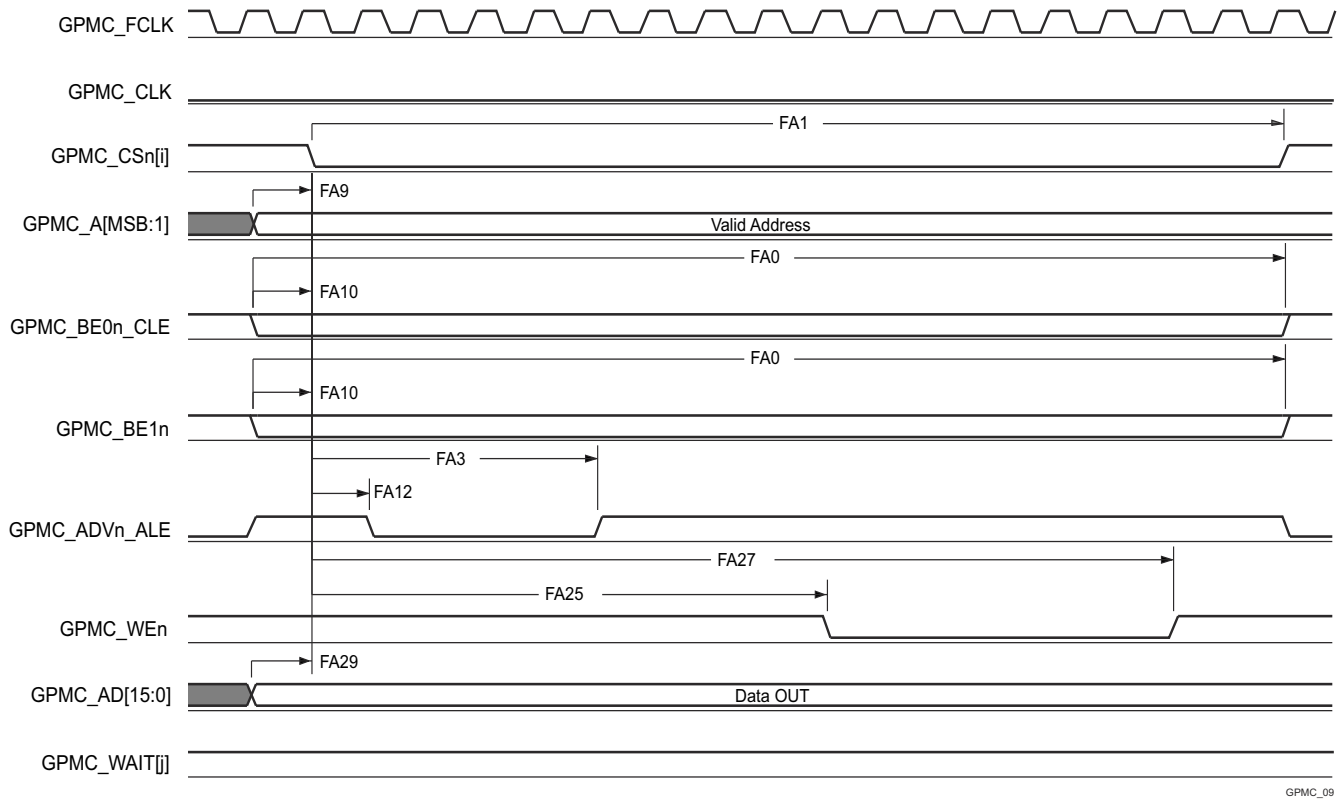 GPMC_FCLK
GPMC_CLK
FA1
GPMC_CSn[i]
FA9
GPMC_A[MSB:1]
Valid Address
FA0
FA10
GPMC_BE0n_CLE
FA0
FA10
GPMC_BE1n
FA3
FA12
GPMC_ADVn_ALE
FA27
FA25
GPMC_WEn
FA29
GPMC_AD[15:0]
Data OUT
GPMC_WAIT[j]
GPMC_09